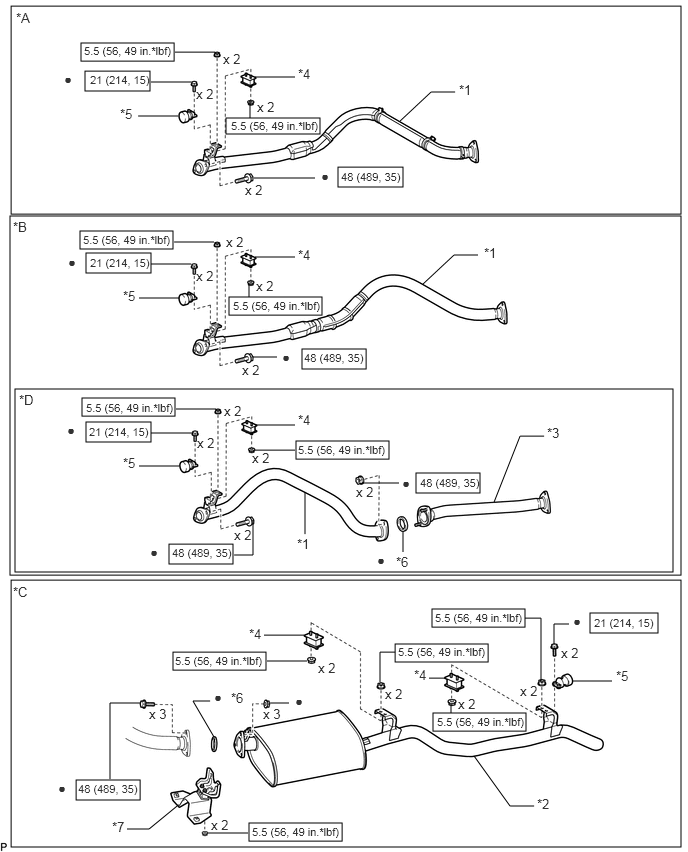 *A
5.5 (56, 49 in.*lbf)
x 2
*4
● 21 (214, 15)
x 2
*1
x 2
*5
5.5 (56, 49 in.*lbf)
● 48 (489, 35)
x 2
*B
5.5 (56, 49 in.*lbf)
x 2
*4
*1
● 21 (214, 15)
x 2
x 2
*5
5.5 (56, 49 in.*lbf)
● 48 (489, 35)
x 2
*D
5.5 (56, 49 in.*lbf)
x 2
*4
● 21 (214, 15)
x 2
*3
5.5 (56, 49 in.*lbf)
x 2
*5
● 48 (489, 35)
x 2
x 2
*1
● 48 (489, 35)
● *6
*C
5.5 (56, 49 in.*lbf)
● 21 (214, 15)
*4
5.5 (56, 49 in.*lbf)
x 2
5.5 (56, 49 in.*lbf)
x 2
*4
*5
x 2
x 2
x 2
● *6
●
x 3
x 3
5.5 (56, 49 in.*lbf)
● 48 (489, 35)
*2
*7
x 2
5.5 (56, 49 in.*lbf)
P